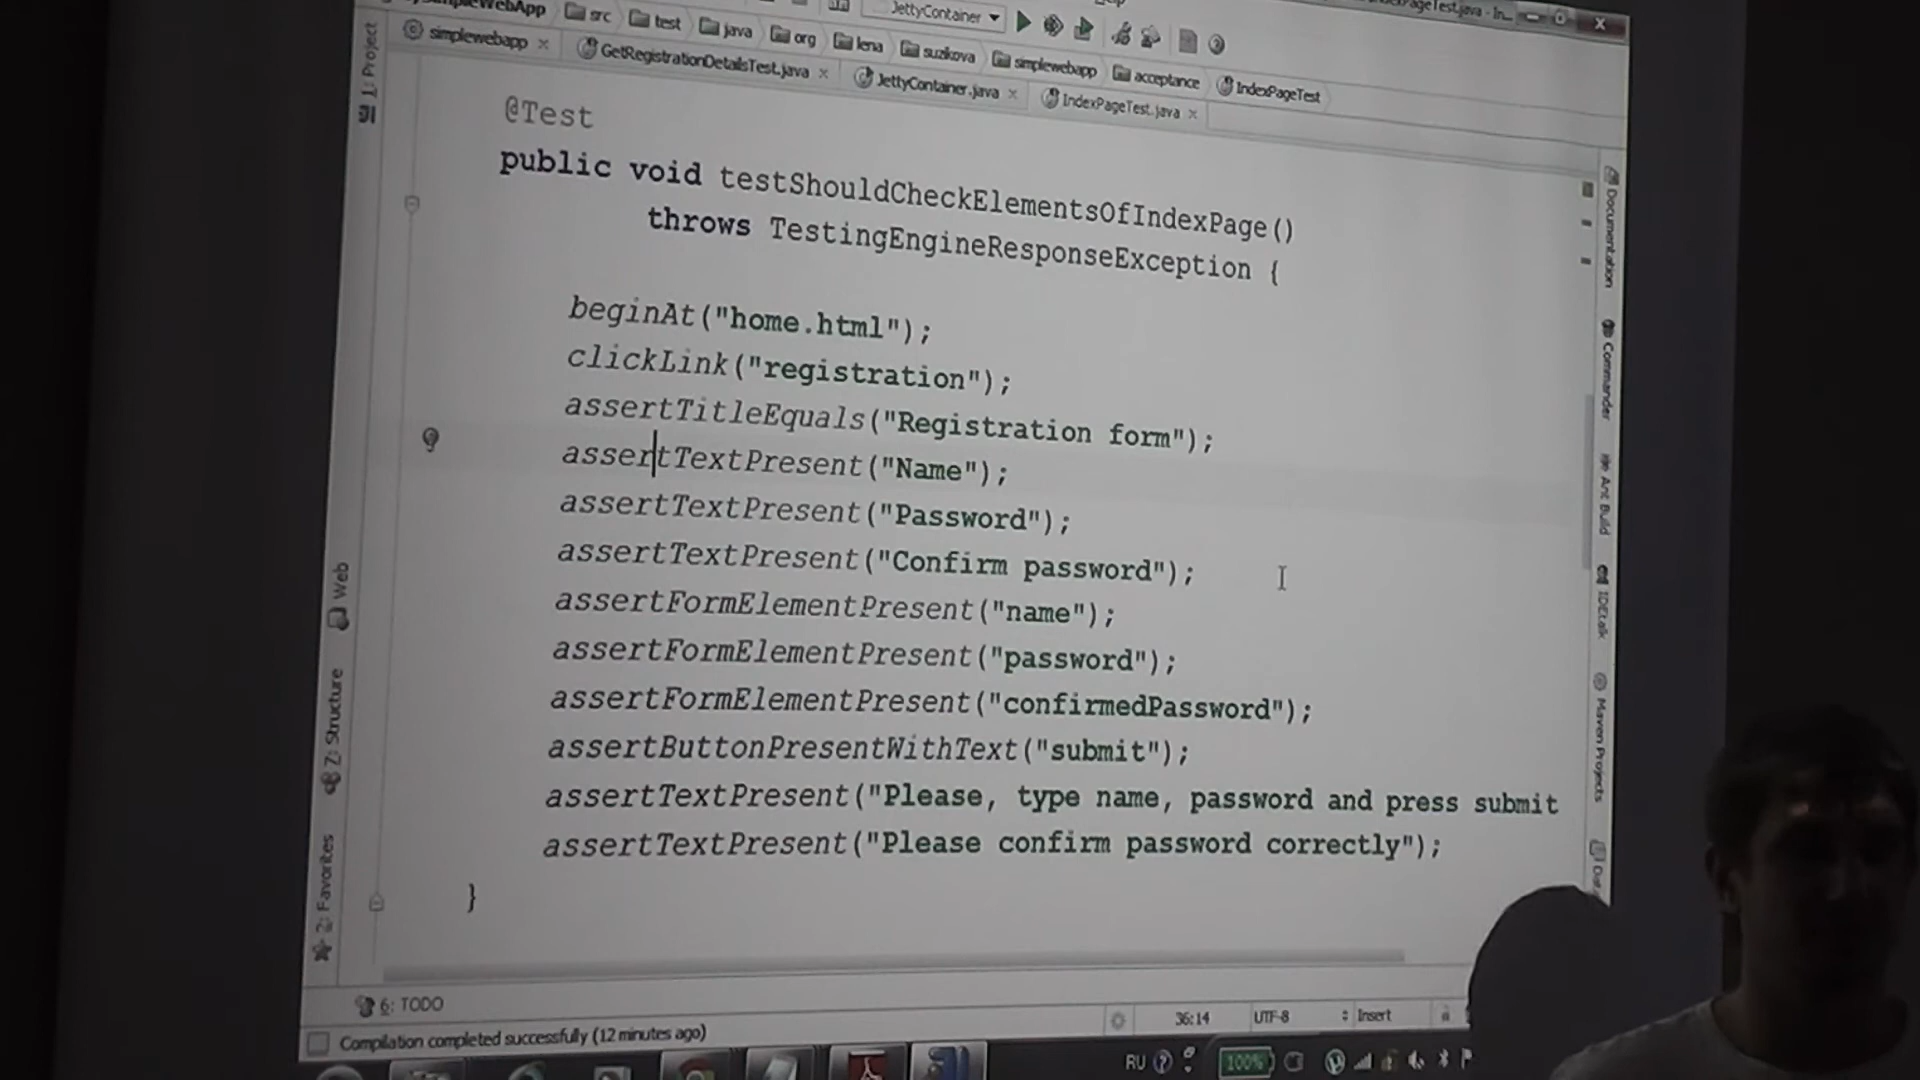 JettyContainer
src test java org lena suzikova simplewebapp acceptance IndexPageTest
simplewebapp GetRegistrationDetailsTest.java JettyContainer.java IndexPageTest.java
1: Project
@Test
public void testShouldCheckElementsOfIndexPage()
throws TestingEngineResponseException {
beginAt("home.html");
clickLink("registration");
assertTitleEquals("Registration form");
assertTextPresent("Name");
assertTextPresent("Password");
assertTextPresent("Confirm password");
assertFormElementPresent("name");
assertFormElementPresent("password");
assertFormElementPresent("confirmedPassword");
assertButtonPresentWithText("submit");
assertTextPresent("Please, type name, password and press submit
assertTextPresent("Please confirm password correctly");
}
Web
Z: Structure
2: Favorites
Documentation
Commander
Ant Build
IDEtalk
Maven Projects
6: TODO
Compilation completed successfully (12 minutes ago)
36:14 UTF-8 Insert
RU 100%